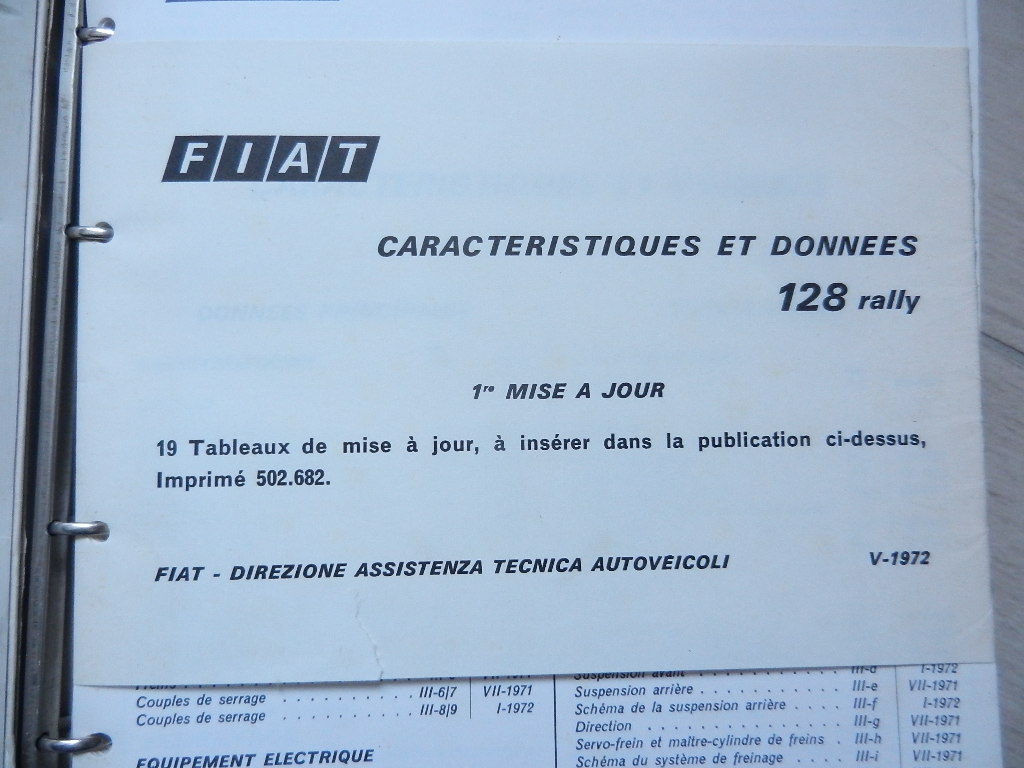 FIAT
CARACTERISTIQUES ET DONNEES
128 rally
1re MISE A JOUR
19 Tableaux de mise à jour, à insérer dans la publication ci-dessus,
Imprimé 502.682.
FIAT - DIREZIONE ASSISTENZA TECNICA AUTOVEICOLI V-1972
Couples de serrage . . . . . . . . . . III-6|7 VII-1971
Couples de serrage . . . . . . . . . . III-8|9 I-1972
EQUIPEMENT ELECTRIQUE
Suspension avant . . . . . . . . . . . III-d I-1972
Suspension arrière . . . . . . . . . . . III-e VII-1971
Schéma de la suspension arrière . . . . III-f I-1972
Direction . . . . . . . . . . . . . III-g VII-1971
Servo-frein et maître-cylindre de freins . III-h VII-1971
Schéma du système de freinage . . . . III-i VII-1971